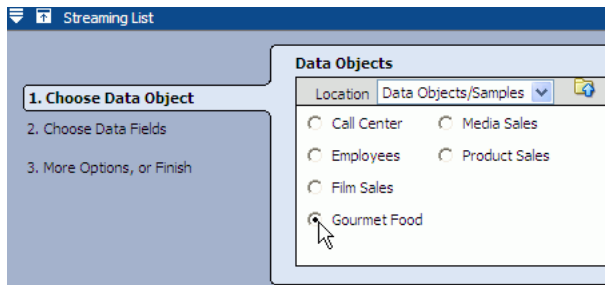 Streaming List
Data Objects
1. Choose Data Object
Location Data Objects/Samples
2. Choose Data Fields
Call Center Media Sales
Employees Product Sales
3. More Options, or Finish
Film Sales
Gourmet Food